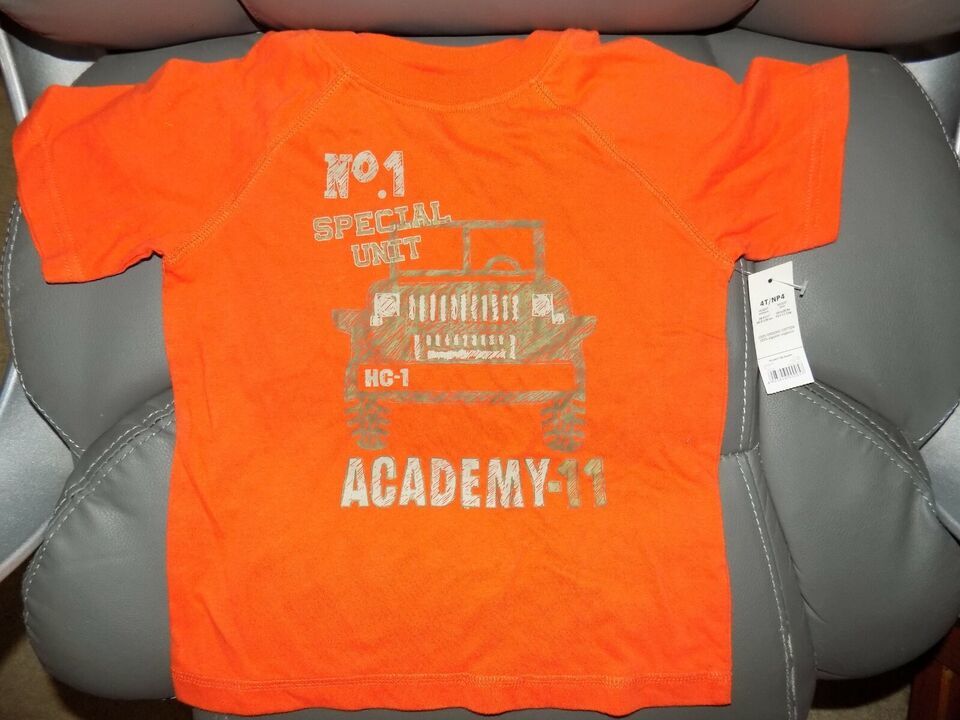 Nº.1
SPECIAL
UNIT
HC-1
ACADEMY-11
4T/NP4